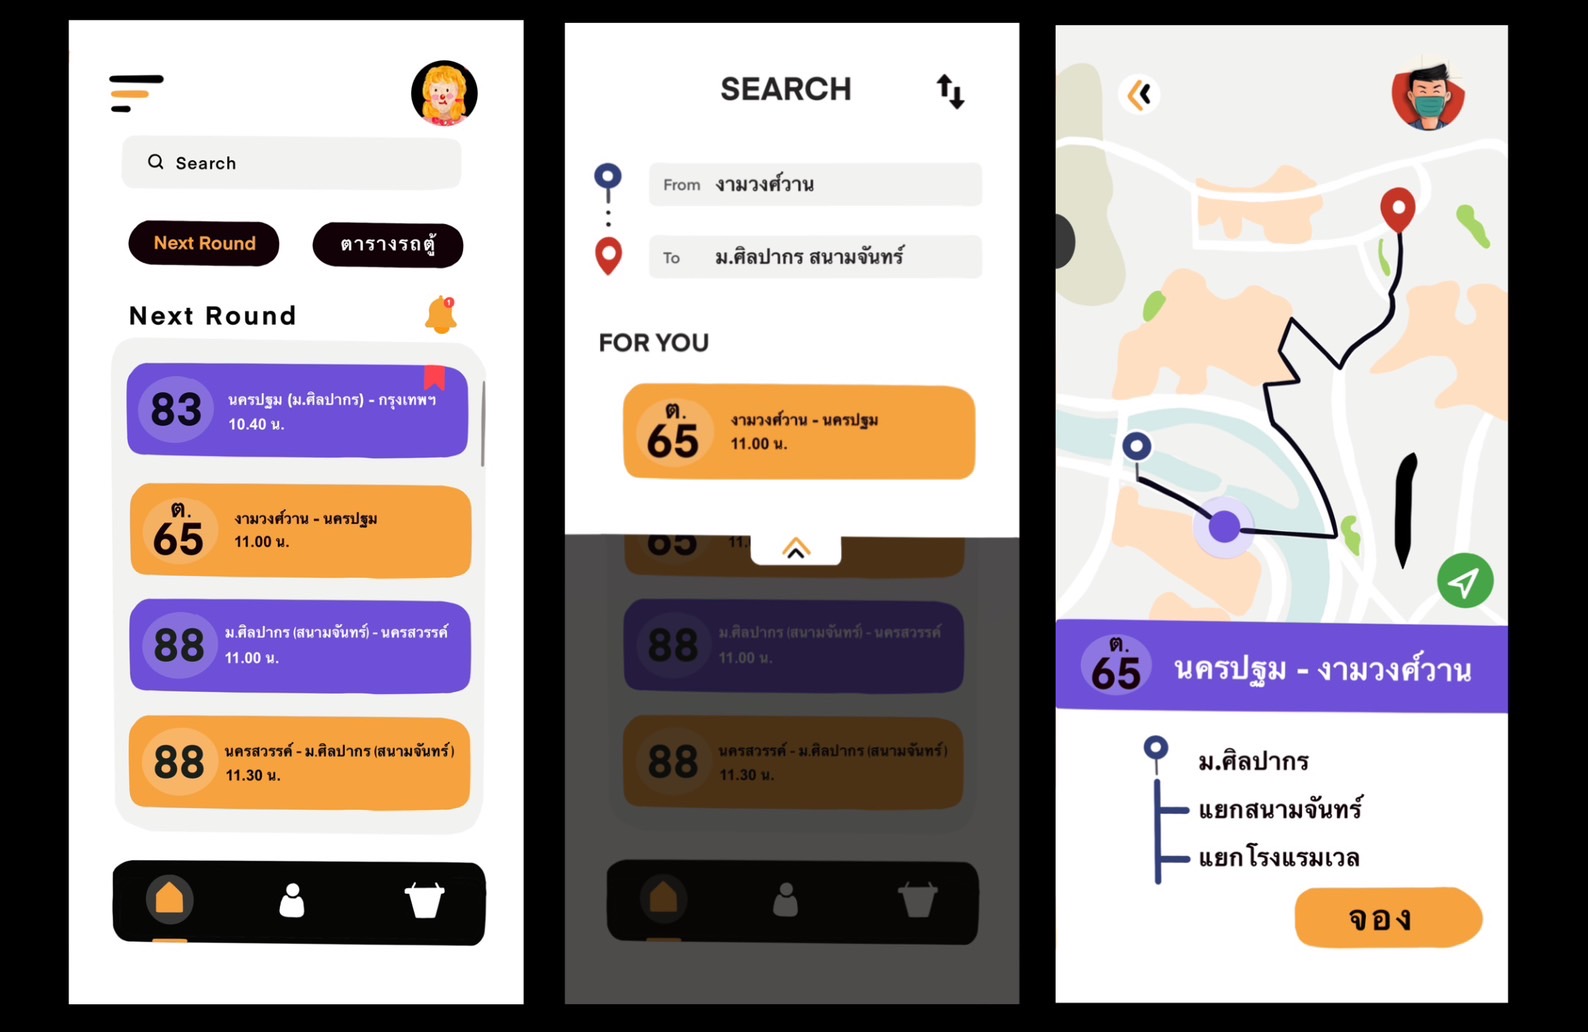 Search
Next Round
ตารางรถตู้
Next Round
1
83
นครปฐม (ม.ศิลปากร) - กรุงเทพฯ
10.40 น.
ต.
65
งามวงศ์วาน - นครปฐม
11.00 น.
88
ม.ศิลปากร (สนามจันทร์) - นครสวรรค์
11.00 น.
88
นครสวรรค์ - ม.ศิลปากร (สนามจันทร์)
11.30 น.
SEARCH
From งามวงศ์วาน
To ม.ศิลปากร สนามจันทร์
FOR YOU
ต.
65
งามวงศ์วาน - นครปฐม
11.00 น.
65
11.
88
ม.ศิลปากร (สนามจันทร์) - นครสวรรค์
11.00 น.
88
นครสวรรค์ - ม.ศิลปากร (สนามจันทร์)
11.30 น.
ต.
65
นครปฐม - งามวงศ์วาน
ม.ศิลปากร
แยกสนามจันทร์
แยกโรงแรมเวล
จอง